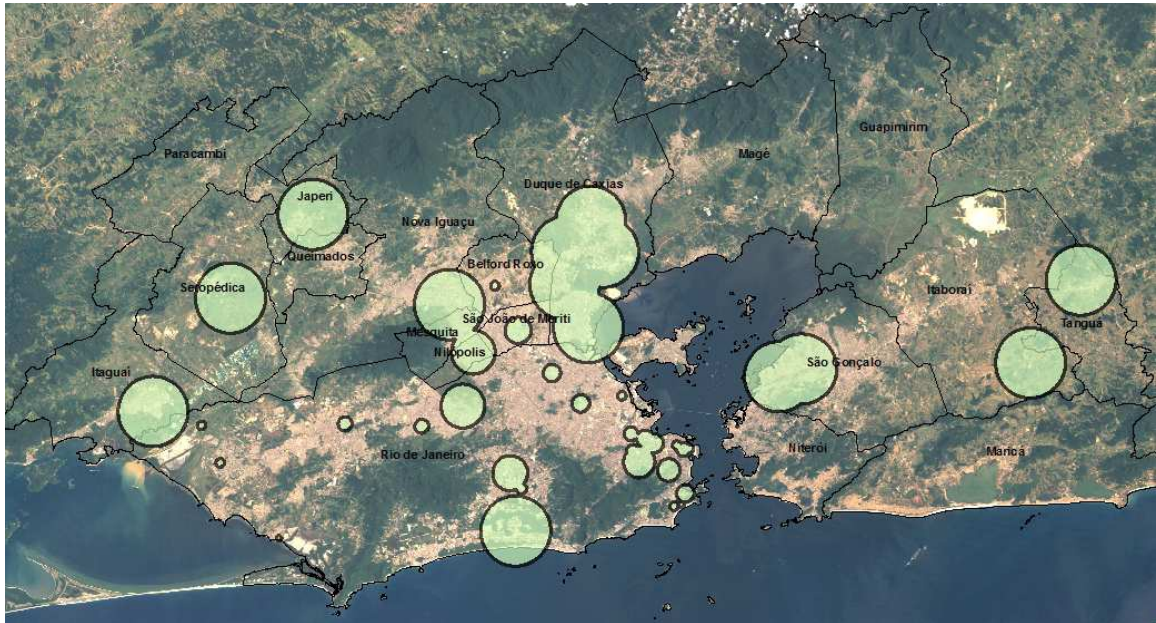 Guapimirim
Paracambi
Magé
Duque de Caxias
Japeri
Nova Iguaçu
Queimados
Belford Roxo
Seropédica
Itaboraí
São João de Meriti
Tanguá
Mesquita
Nilópolis
São Gonçalo
Itaguaí
Rio de Janeiro
Niterói
Maricá